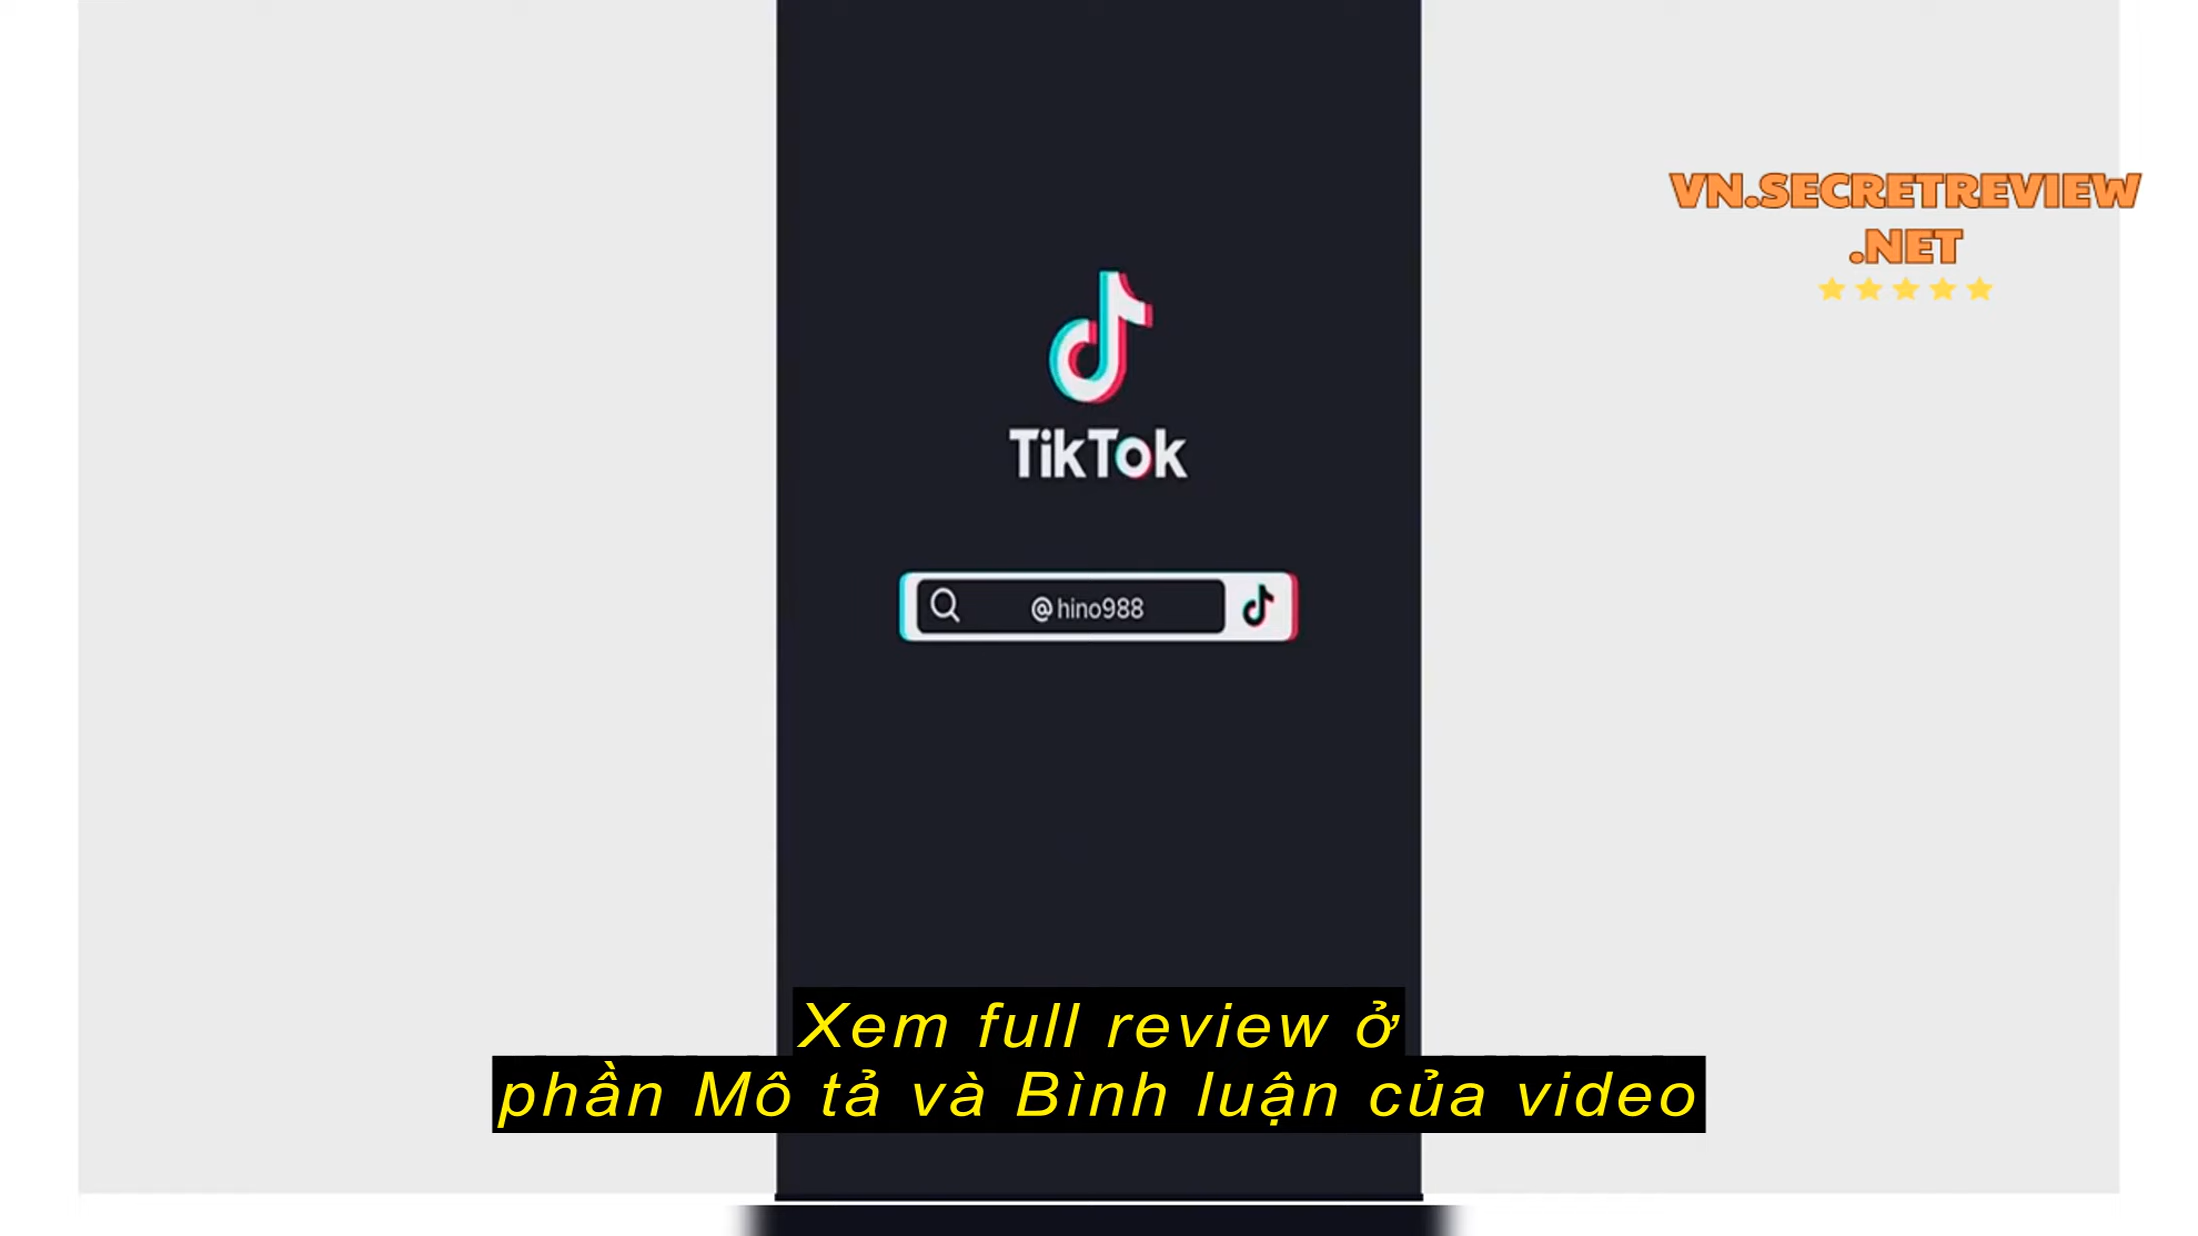 VN.SECRETREVIEW
.NET
TikTok
@hino988
Xem full review ở
phần Mô tả và Bình luận của video